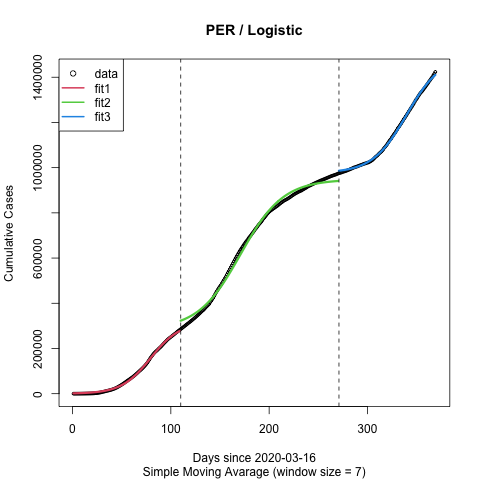 PER / Logistic
data
fit1
fit2
fit3
Cumulative Cases
0
200000
600000
1000000
1400000
0
100
200
300
Days since 2020-03-16
Simple Moving Avarage (window size = 7)